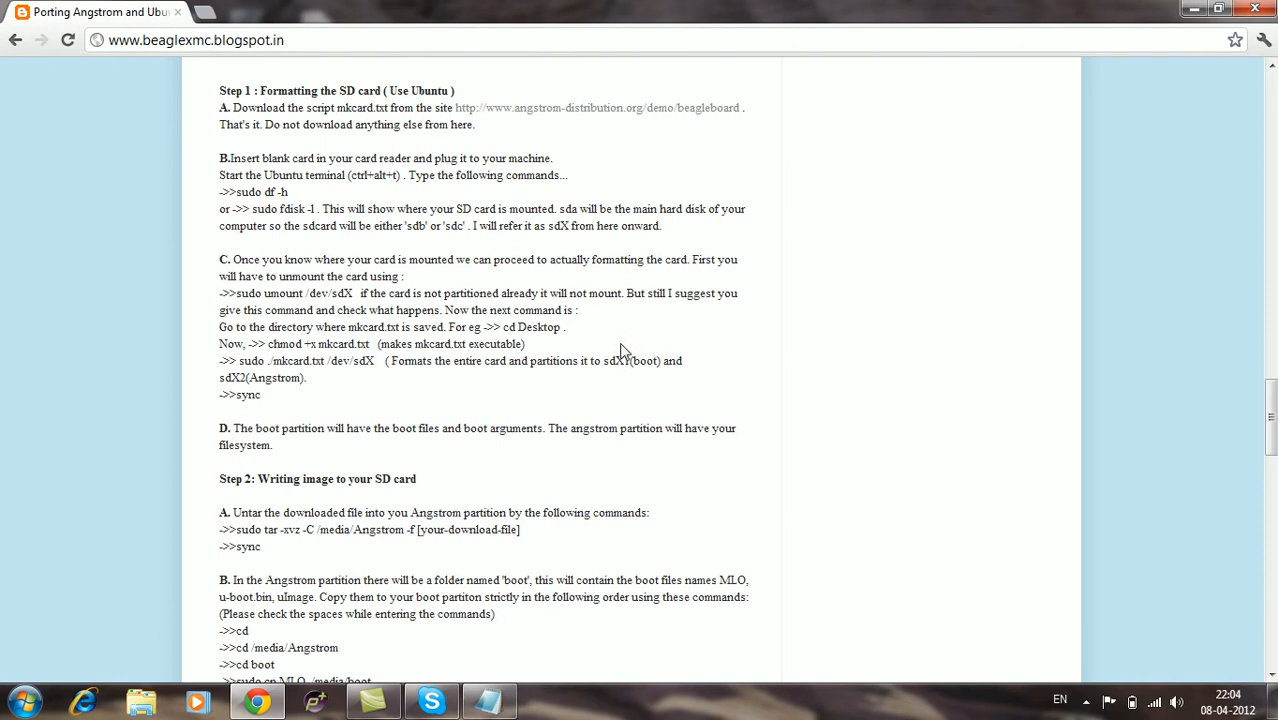 Porting Angstrom and Ubu
www.beaglexmc.blogspot.in
Step 1 : Formatting the SD card ( Use Ubuntu )
A. Download the script mkcard.txt from the site http://www.angstrom-distribution.org/demo/beagleboard .
That's it. Do not download anything else from here.
B.Insert blank card in your card reader and plug it to your machine.
Start the Ubuntu terminal (ctrl+alt+t) . Type the following commands...
->>sudo df -h
or ->> sudo fdisk -l . This will show where your SD card is mounted. sda will be the main hard disk of your
computer so the sdcard will be either 'sdb' or 'sdc' . I will refer it as sdX from here onward.
C. Once you know where your card is mounted we can proceed to actually formatting the card. First you
will have to unmount the card using :
->>sudo umount /dev/sdX if the card is not partitioned already it will not mount. But still I suggest you
give this command and check what happens. Now the next command is :
Go to the directory where mkcard.txt is saved. For eg ->> cd Desktop .
Now, ->> chmod +x mkcard.txt (makes mkcard.txt executable)
->> sudo ./mkcard.txt /dev/sdX ( Formats the entire card and partitions it to sdX1(boot) and
sdX2(Angstrom).
->>sync
D. The boot partition will have the boot files and boot arguments. The angstrom partition will have your
filesystem.
Step 2: Writing image to your SD card
A. Untar the downloaded file into you Angstrom partition by the following commands:
->>sudo tar -xvz -C /media/Angstrom -f [your-download-file]
->>sync
B. In the Angstrom partition there will be a folder named 'boot', this will contain the boot files names MLO,
u-boot.bin, uImage. Copy them to your boot partiton strictly in the following order using these commands:
(Please check the spaces while entering the commands)
->>cd
->>cd /media/Angstrom
->>cd boot
->>sudo cp MLO /media/boot
EN
22:04
08-04-2012